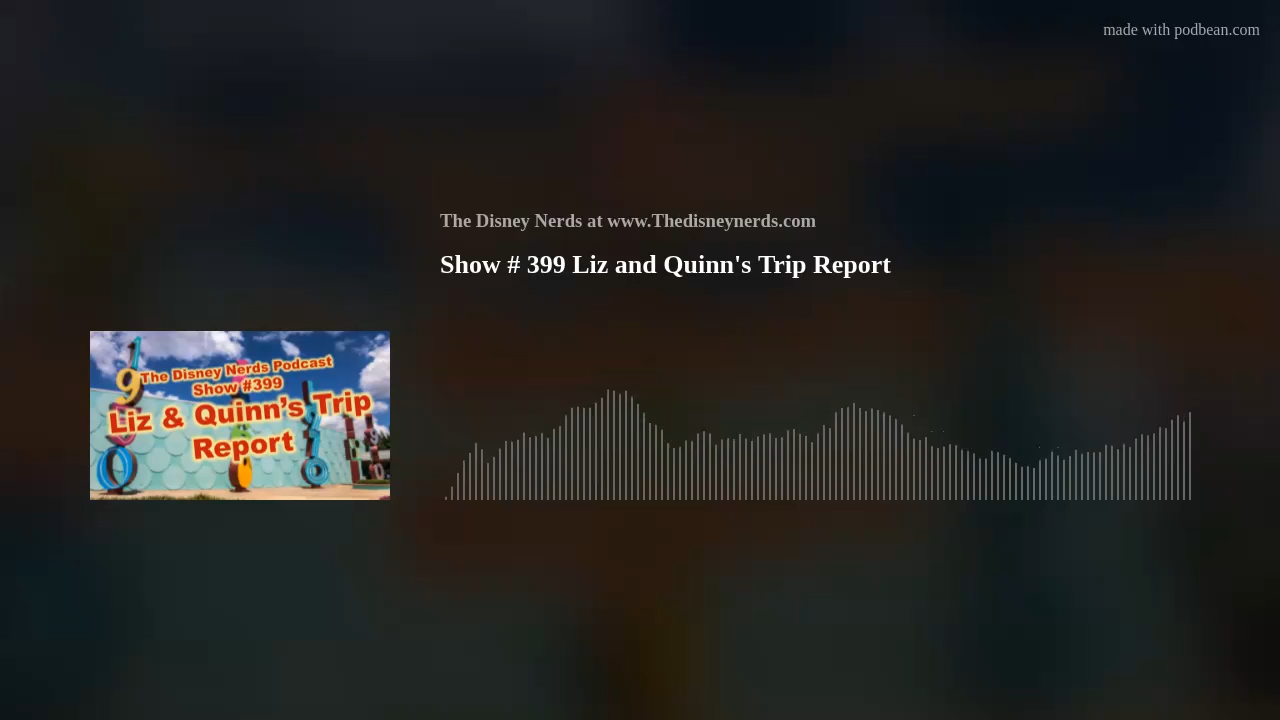 made with podbean.com
The Disney Nerds at www.Thedisneynerds.com
Show # 399 Liz and Quinn's Trip Report
The Disney Nerds Podcast
Show #399
Liz & Quinn's Trip
Report